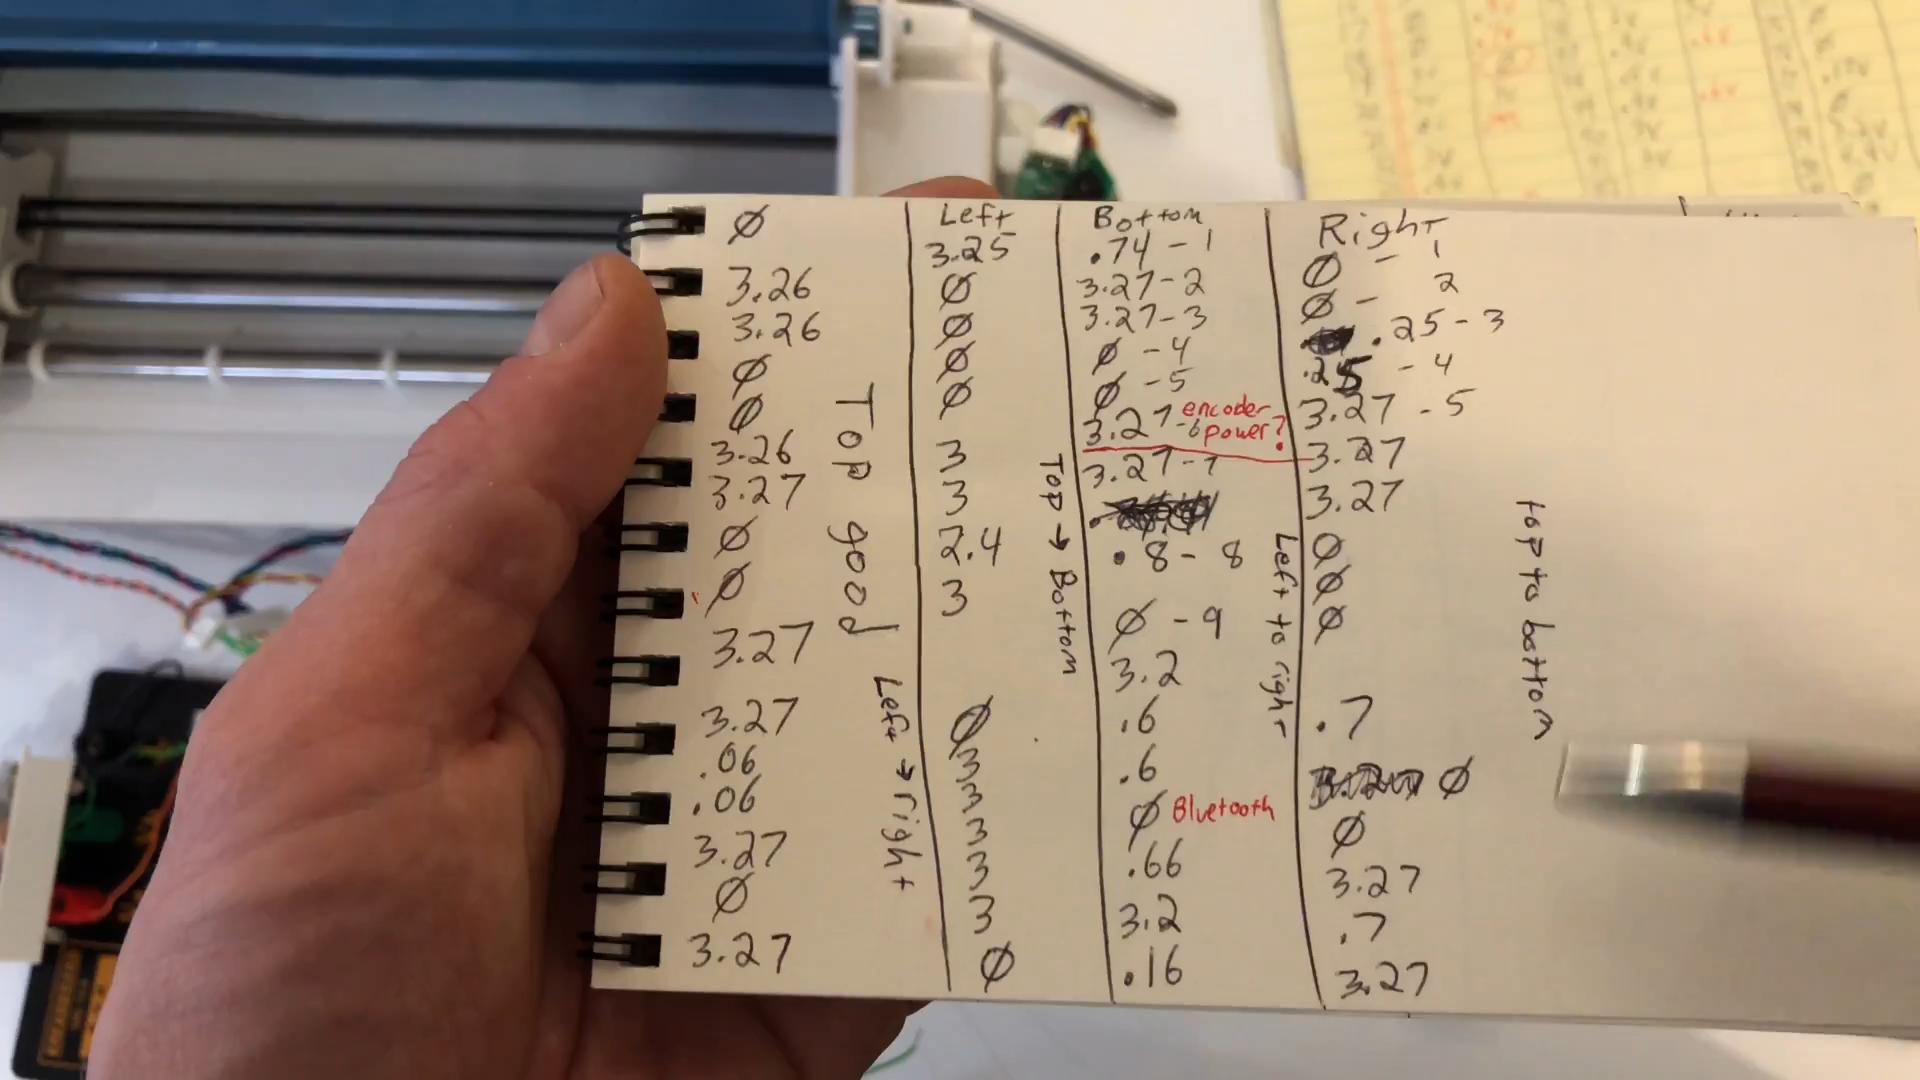 Ø
3.26
3.26
Ø
Ø
3.26
3.27
Ø
Ø
3.27
3.27
.06
.06
3.27
Ø
3.27
Top good
Left → right
Left
3.25
Ø
Ø
Ø
Ø
3
3
2.4
3
Ø
3
3
3
3
3
Ø
Top → Bottom
Bottom
.74 - 1
3.27 - 2
3.27 - 3
Ø - 4
Ø - 5
3.27 - 6
encoder
power?
3.27 - 7
.8 - 8
Ø - 9
3.2
.6
.6
Ø Bluetooth
.66
3.2
.16
Left to right
Right
Ø - 1
Ø - 2
.25 - 3
.25 - 4
3.27 - 5
3.27
3.27
Ø
Ø
Ø
.7
Ø
Ø
3.27
.7
3.27
top to bottom